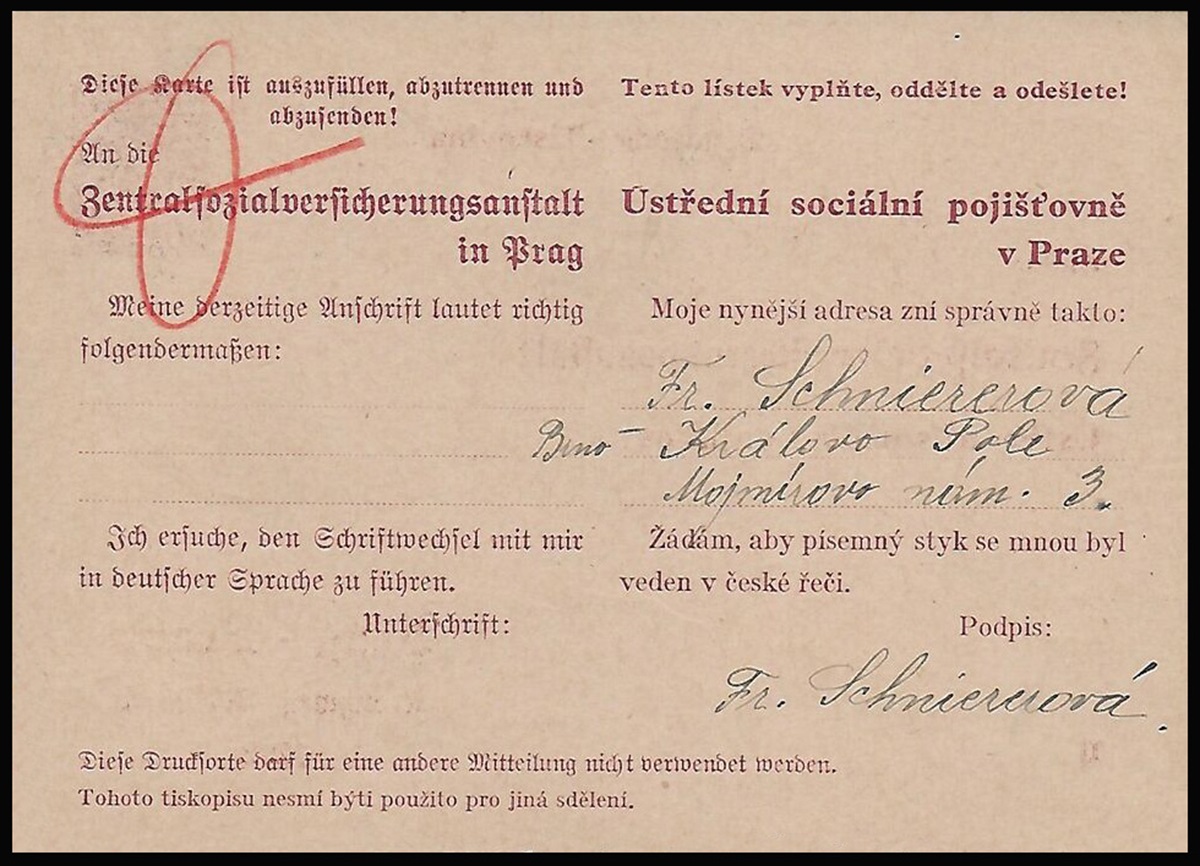 Diese Karte ist auszufüllen, abzutrennen und
abzusenden!
An die
Zentralsozialversicherungsanstalt
in Prag
Meine derzeitige Anschrift lautet richtig
folgendermaßen:
Ich ersuche, den Schriftwechsel mit mir
in deutscher Sprache zu führen.
Unterschrift:
Tento lístek vyplňte, oddělte a odešlete!
Ústřední sociální pojišťovně
v Praze
Moje nynější adresa zní správně takto:
Fr. Schniererová
Brno – Královo Pole
Mojmírovo nám. 3.
Žádám, aby písemný styk se mnou byl
veden v české řeči.
Podpis:
Fr. Schniererová.
Diese Drucksorte darf für eine andere Mitteilung nicht verwendet werden.
Tohoto tiskopisu nesmí býti použito pro jiná sdělení.